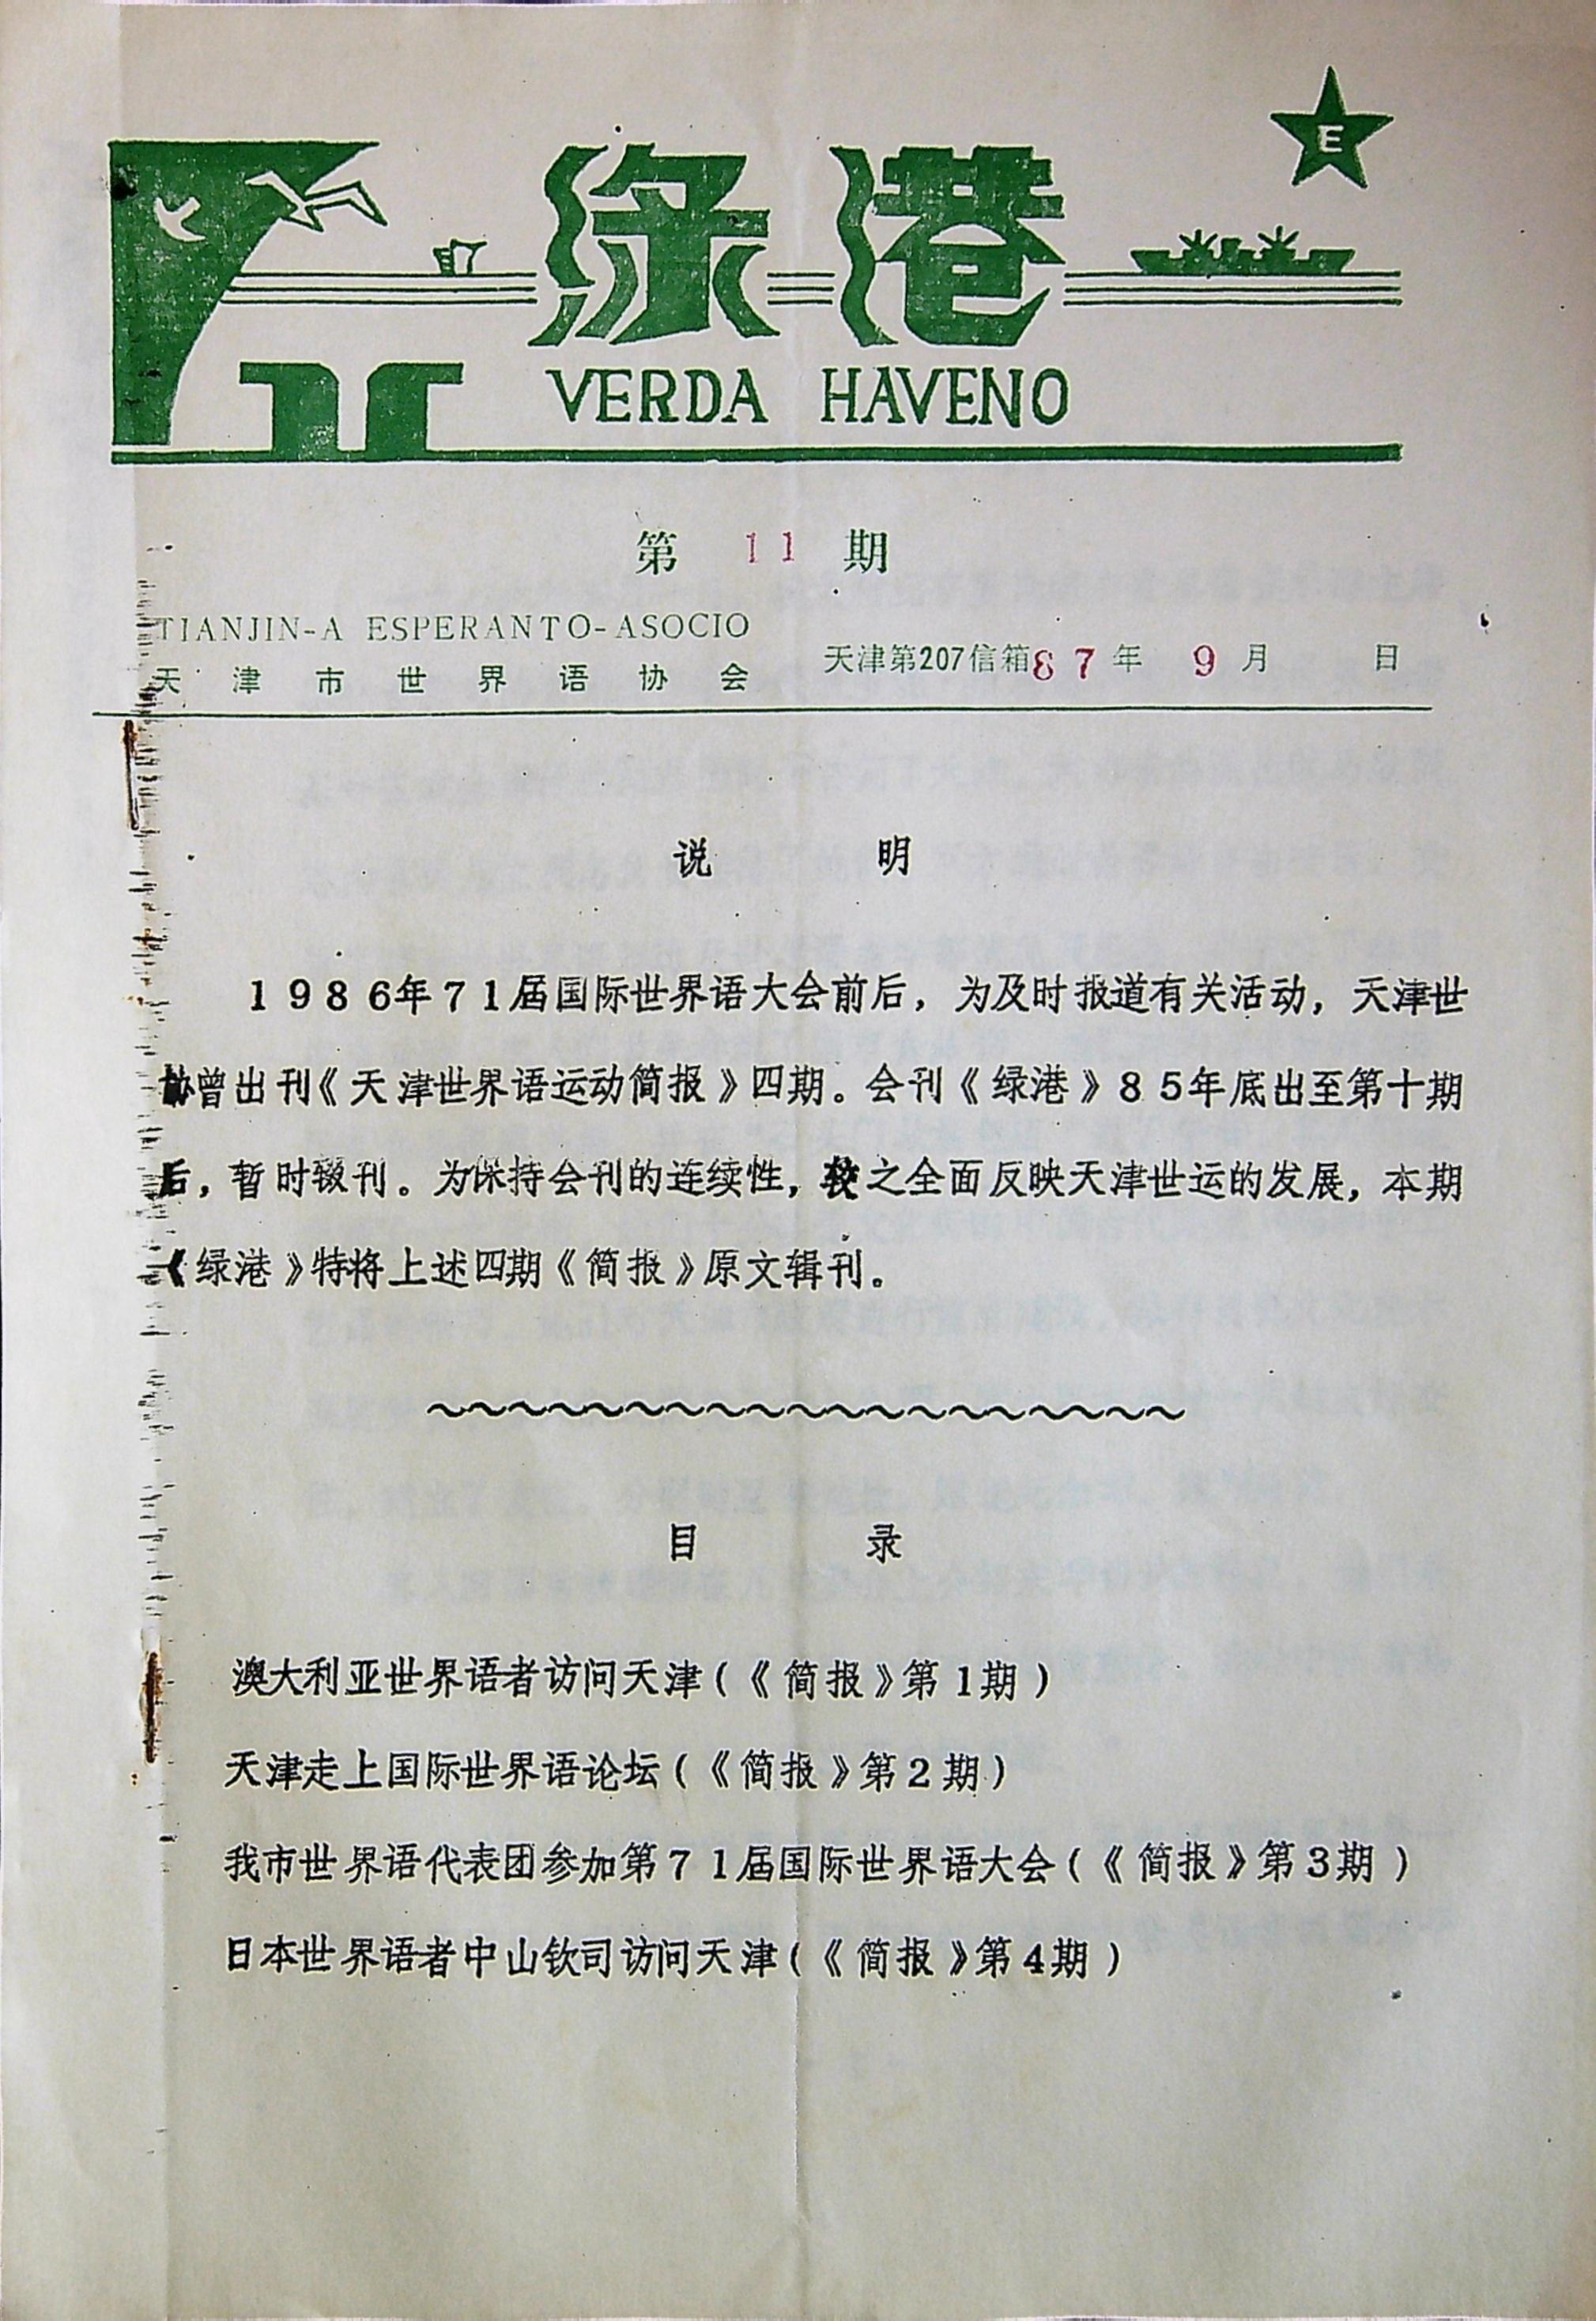 E
绿港
VERDA HAVENO
第 11 期
TIANJIN-A ESPERANTO-ASOCIO
天津市世界语协会
天津第207信箱 87年 9月 日
说 明
1986年71届国际世界语大会前后，为及时报道有关活动，天津世
协曾出刊《天津世界语运动简报》四期。会刊《绿港》85年底出至第十期
后，暂时辍刊。为保持会刊的连续性，较之全面反映天津世运的发展，本期
《绿港》特将上述四期《简报》原文辑刊。
目 录
澳大利亚世界语者访问天津（《简报》第1期）
天津走上国际世界语论坛（《简报》第2期）
我市世界语代表团参加第71届国际世界语大会（《简报》第3期）
日本世界语者中山钦司访问天津（《简报》第4期）